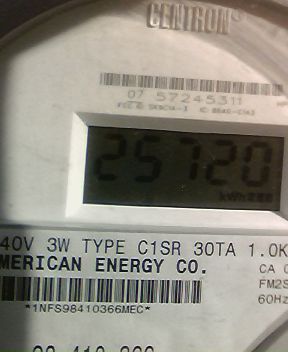 CENTRON
07 57245311
25720
kWh
40V 3W TYPE C1SR 30TA 1.0K
MERICAN ENERGY CO.
CA
FM2S
60Hz
*1NFS98410366MEC*